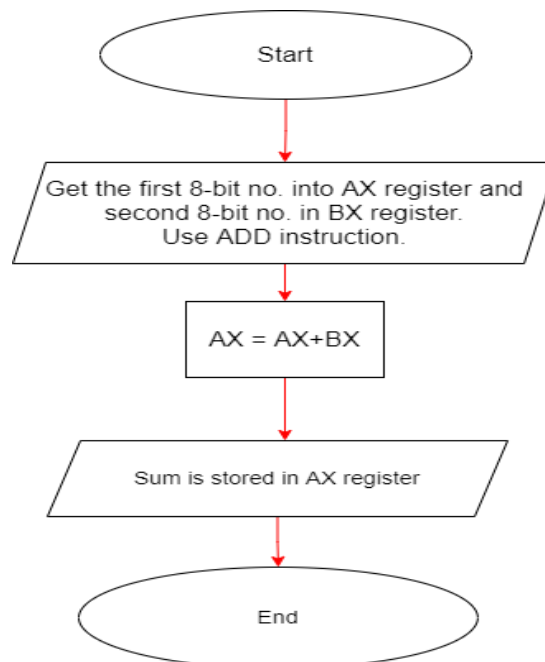 Start
Get the first 8-bit no. into AX register and
second 8-bit no. in BX register.
Use ADD instruction.
AX = AX+BX
Sum is stored in AX register
End